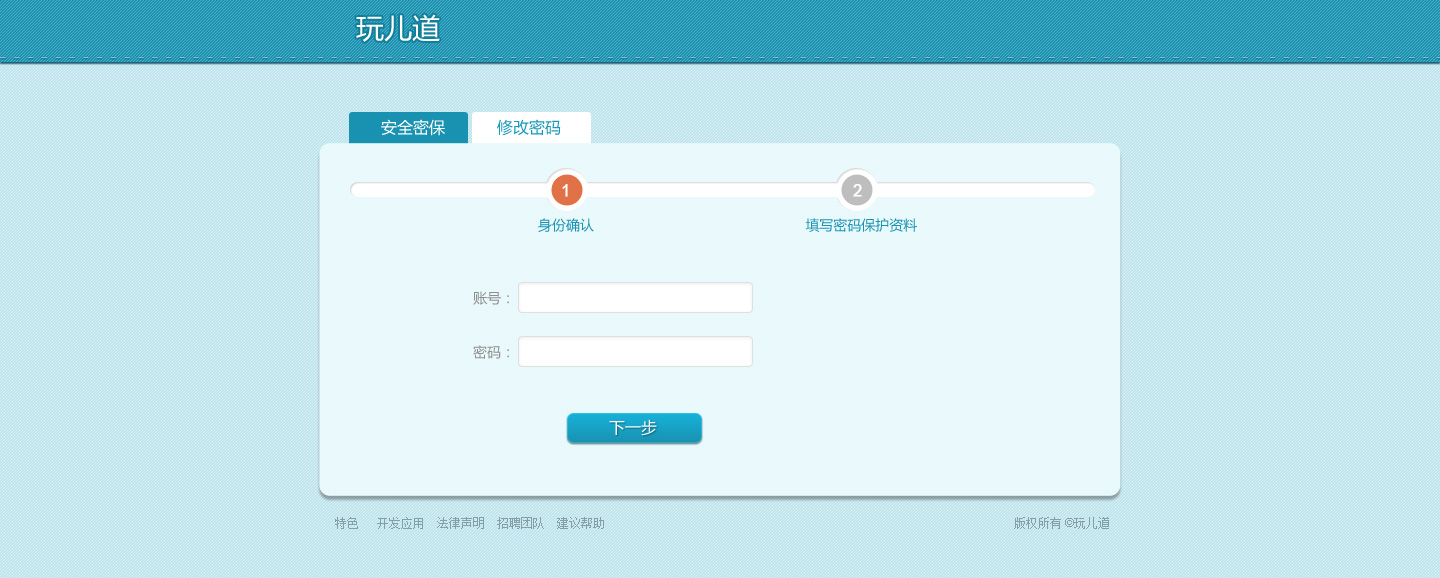 玩儿道
安全密保 修改密码
1 2
身份确认 填写密码保护资料
账号：
密码：
下一步
特色 开发应用 法律声明 招聘团队 建议帮助 版权所有 ©玩儿道